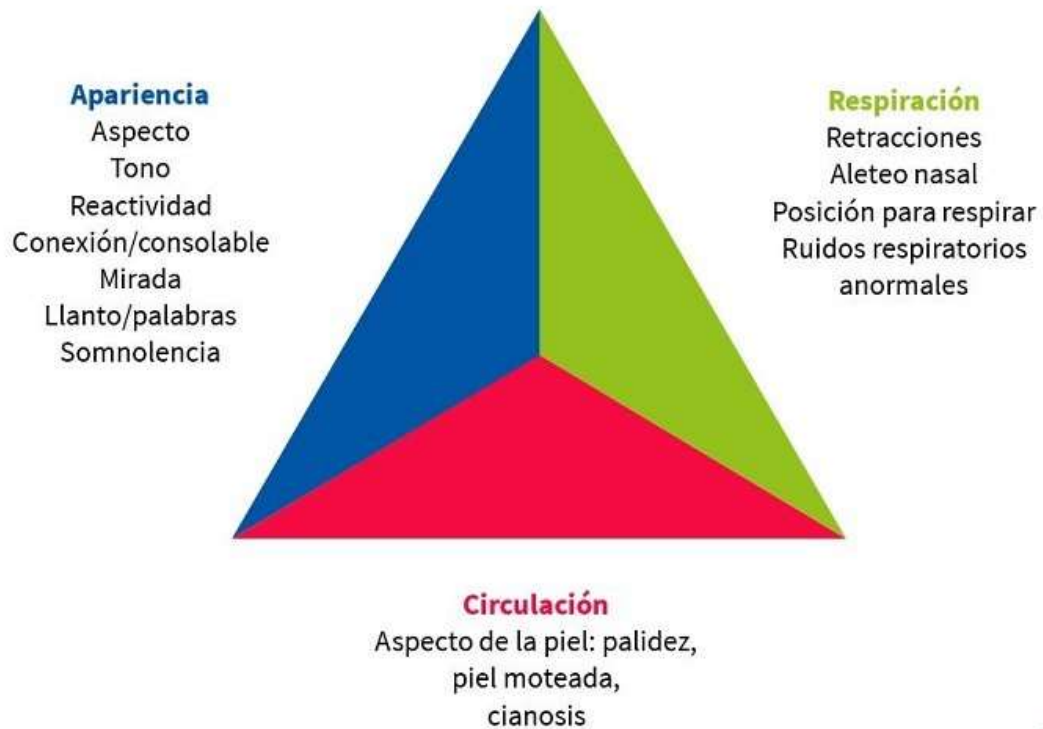 Apariencia
Aspecto
Tono
Reactividad
Conexión/consolable
Mirada
Llanto/palabras
Somnolencia
Respiración
Retracciones
Aleteo nasal
Posición para respirar
Ruidos respiratorios
anormales
Circulación
Aspecto de la piel: palidez,
piel moteada,
cianosis